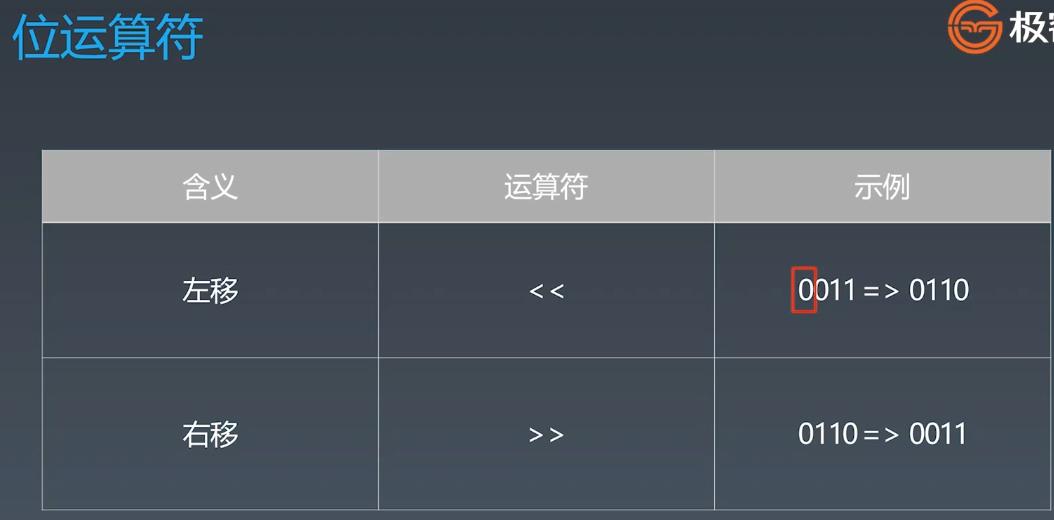 位运算符
极客
含义 运算符 示例
左移 << 0011 => 0110
右移 >> 0110 => 0011